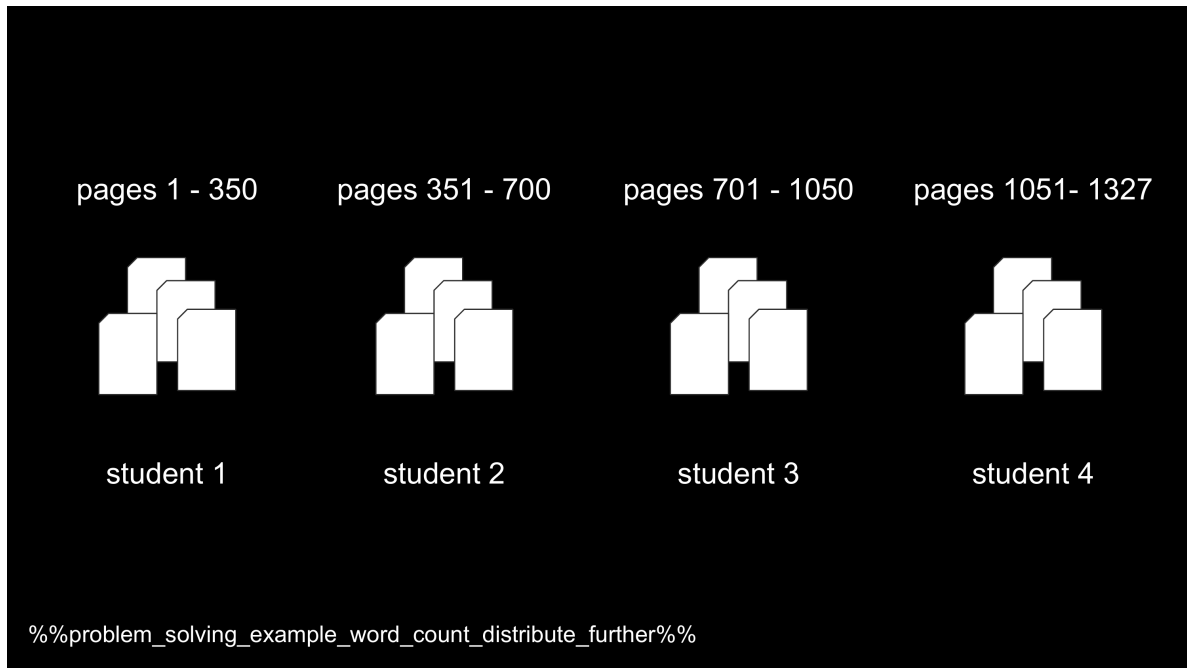 pages 1 - 350
pages 351 - 700
pages 701 - 1050
pages 1051- 1327
student 1
student 2
student 3
student 4
%%problem_solving_example_word_count_distribute_further%%